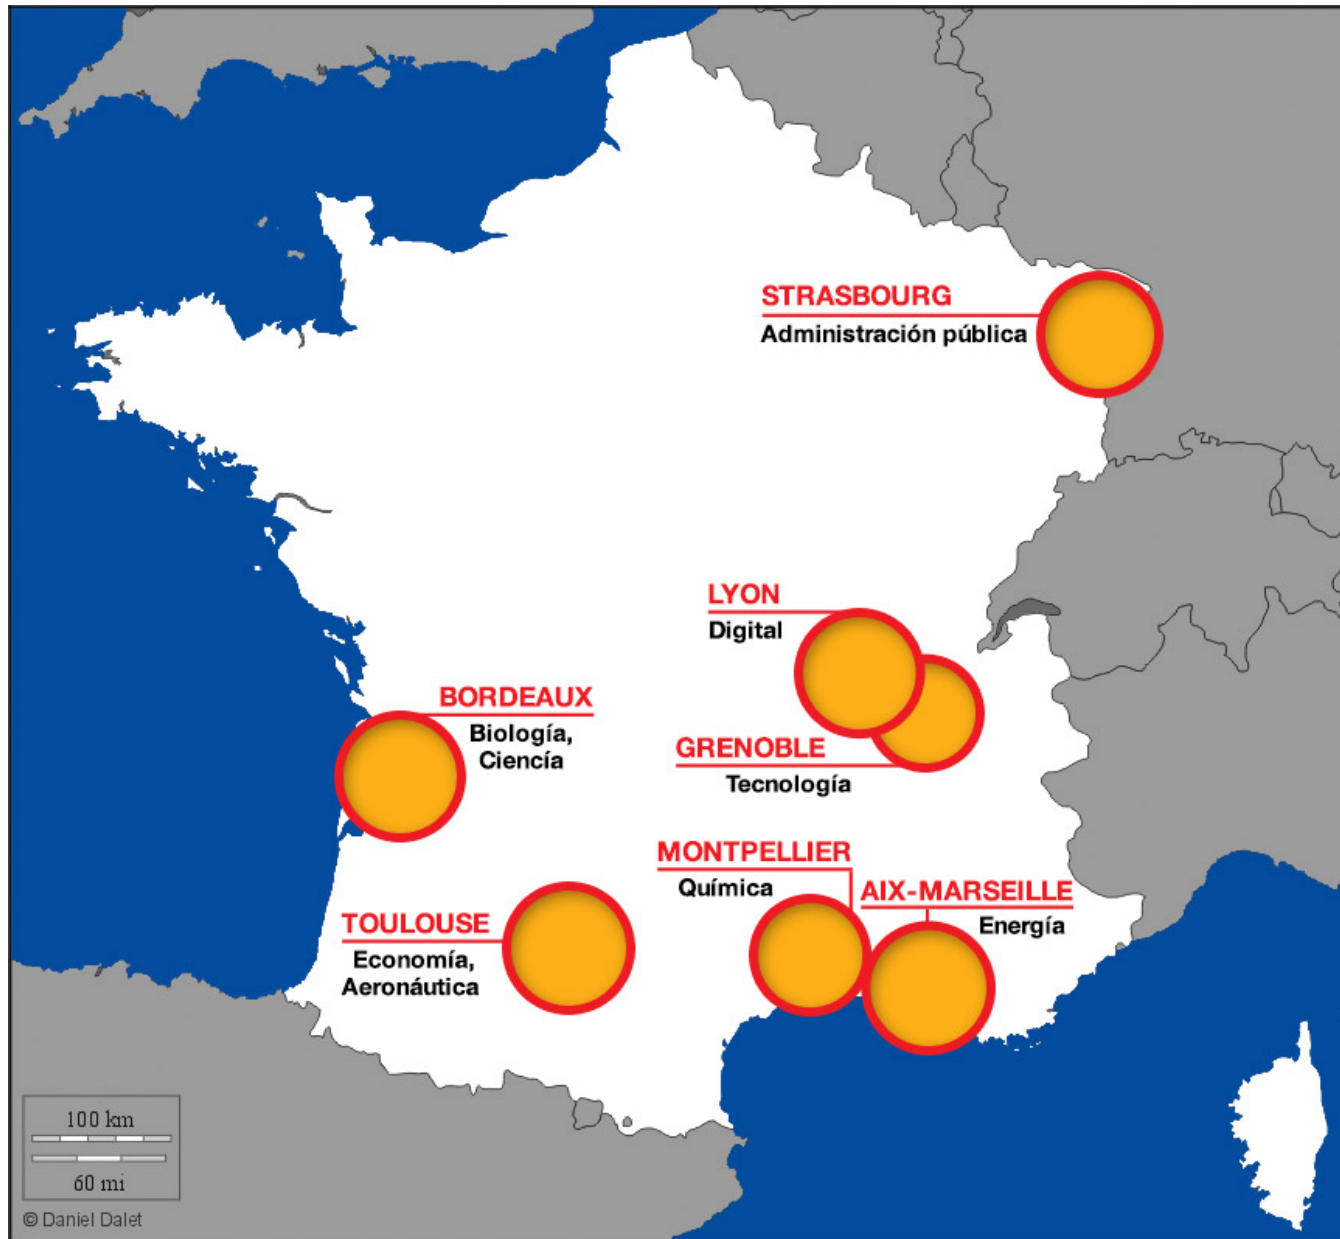 STRASBOURG
Administración pública
LYON
Digital
BORDEAUX
Biología,
Ciencía
GRENOBLE
Tecnología
MONTPELLIER
Química
AIX-MARSEILLE
Energía
TOULOUSE
Economía,
Aeronáutica
100 km
60 mi
© Daniel Dalet